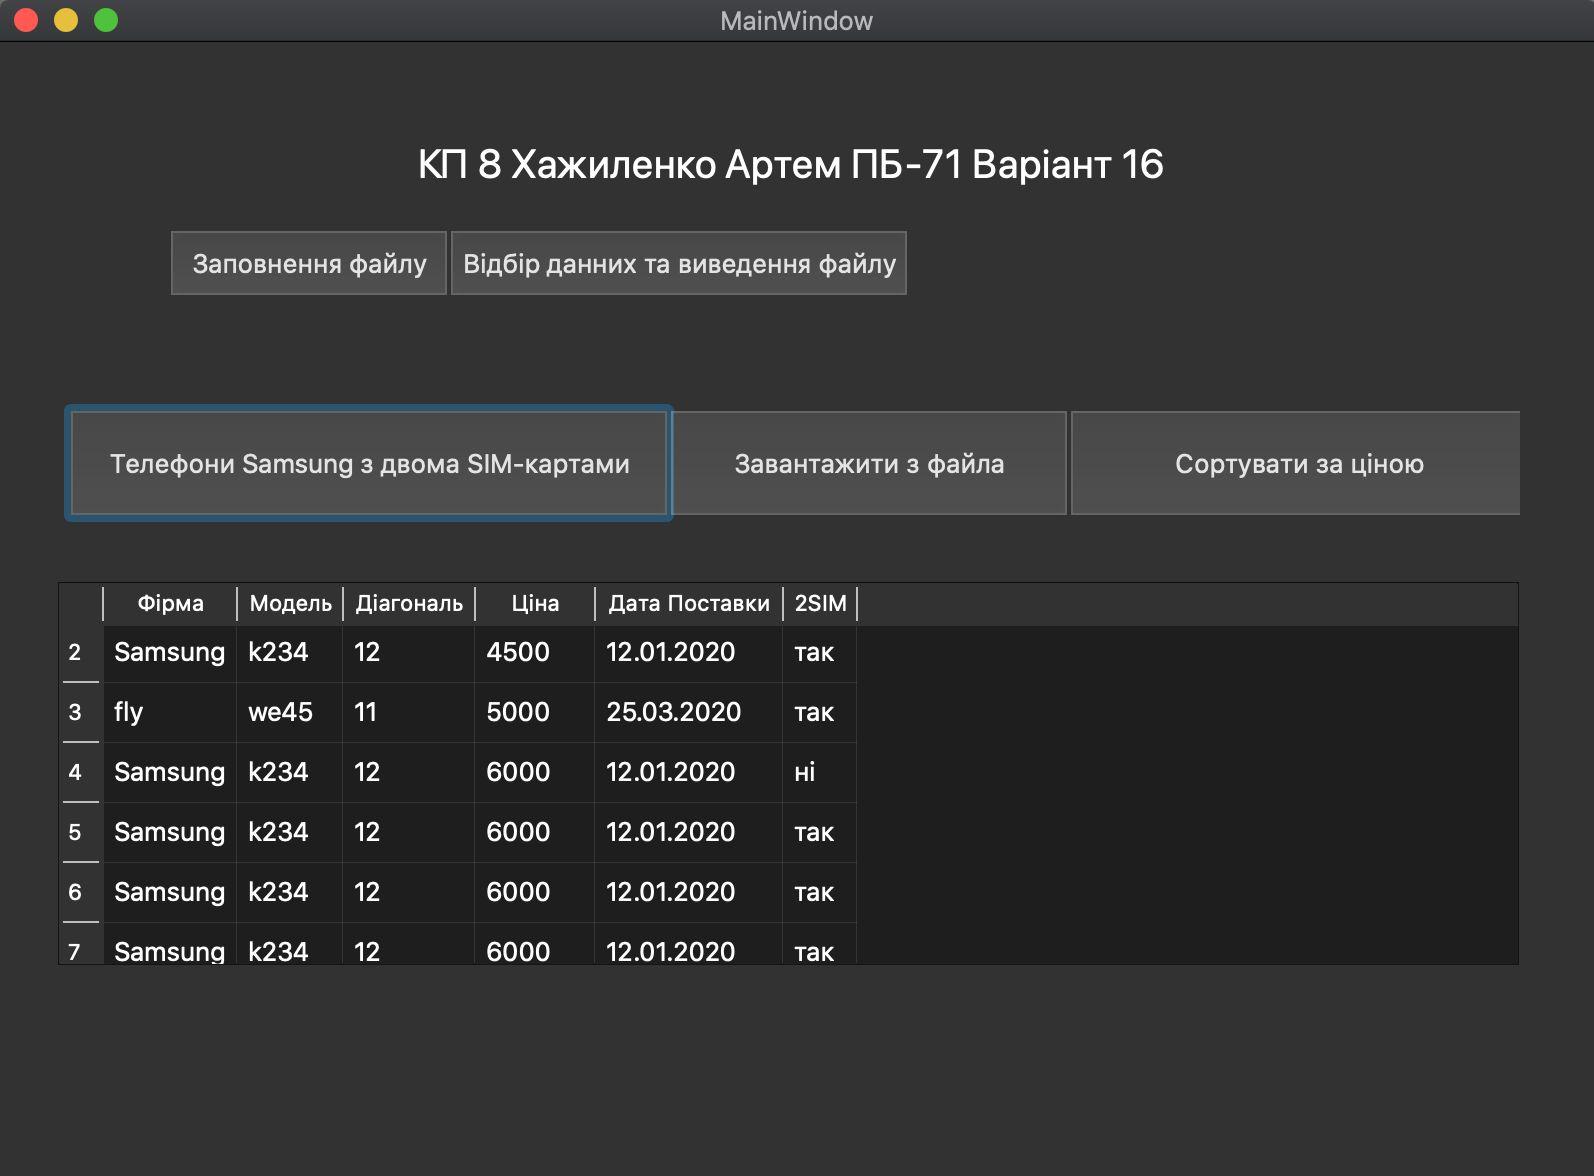 MainWindow
КП 8 Хажиленко Артем ПБ-71 Варіант 16
Заповнення файлу Відбір данних та виведення файлу
Телефони Samsung з двома SIM-картами Завантажити з файла Сортувати за ціною
Фірма Модель Діагональ Ціна Дата Поставки 2SIM
2 Samsung k234 12 4500 12.01.2020 так
3 fly we45 11 5000 25.03.2020 так
4 Samsung k234 12 6000 12.01.2020 ні
5 Samsung k234 12 6000 12.01.2020 так
6 Samsung k234 12 6000 12.01.2020 так
7 Samsung k234 12 6000 12.01.2020 так